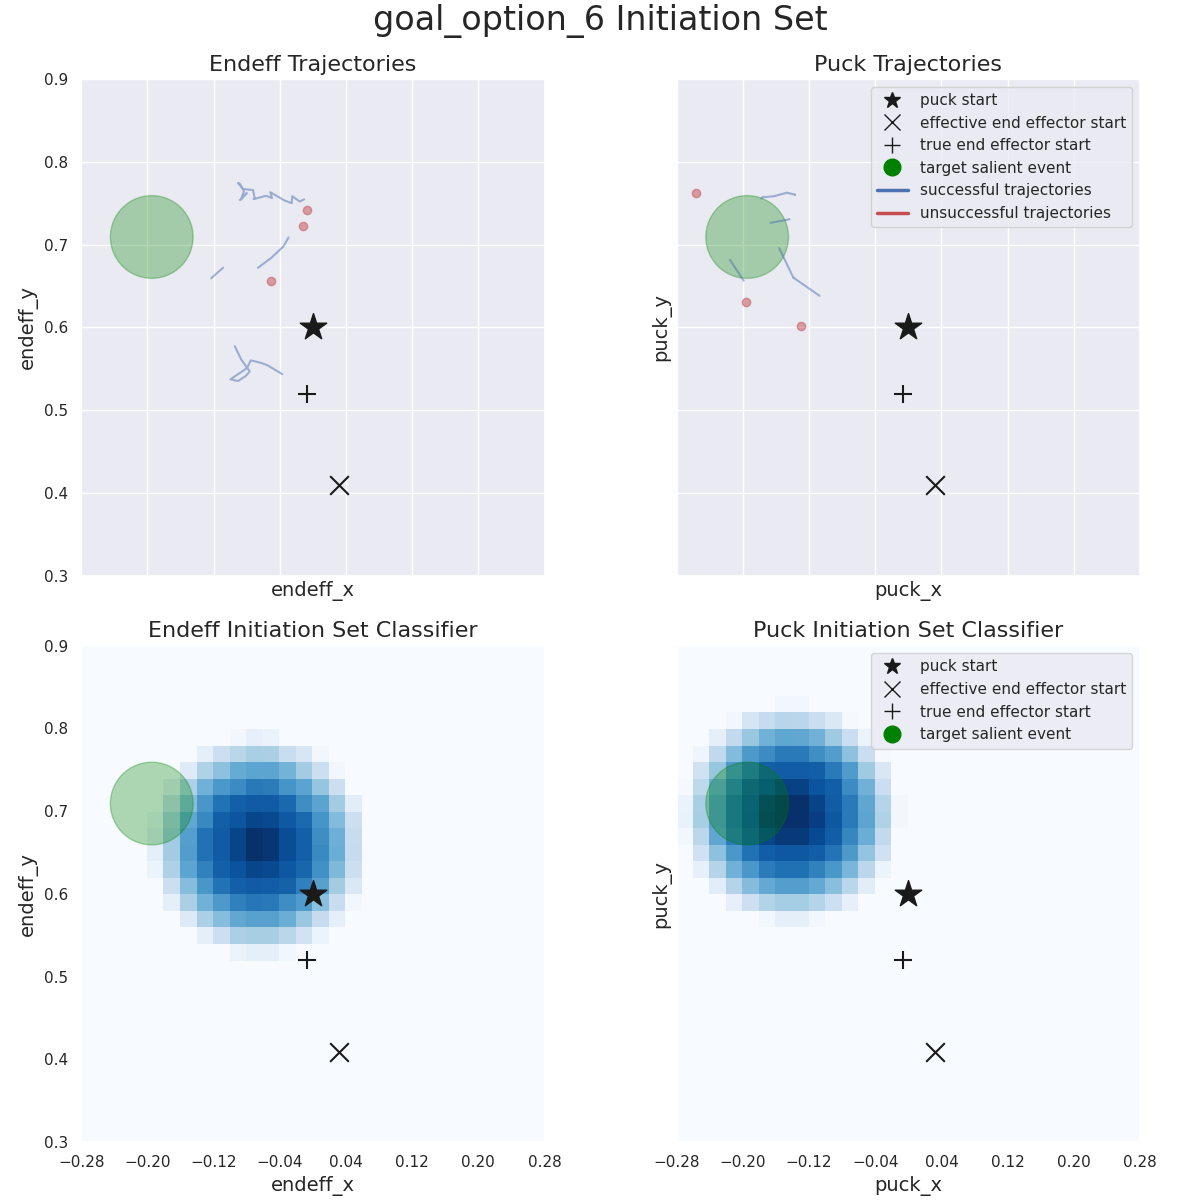 goal_option_6 Initiation Set
Endeff Trajectories
0.9
0.8
0.7
0.6
0.5
0.4
0.3
endeff_y
endeff_x
Puck Trajectories
puck start
effective end effector start
true end effector start
target salient event
successful trajectories
unsuccessful trajectories
puck_y
puck_x
Endeff Initiation Set Classifier
0.9
0.8
0.7
0.6
0.5
0.4
0.3
endeff_y
−0.28 −0.20 −0.12 −0.04 0.04 0.12 0.20 0.28
endeff_x
Puck Initiation Set Classifier
puck start
effective end effector start
true end effector start
target salient event
puck_y
−0.28 −0.20 −0.12 −0.04 0.04 0.12 0.20 0.28
puck_x